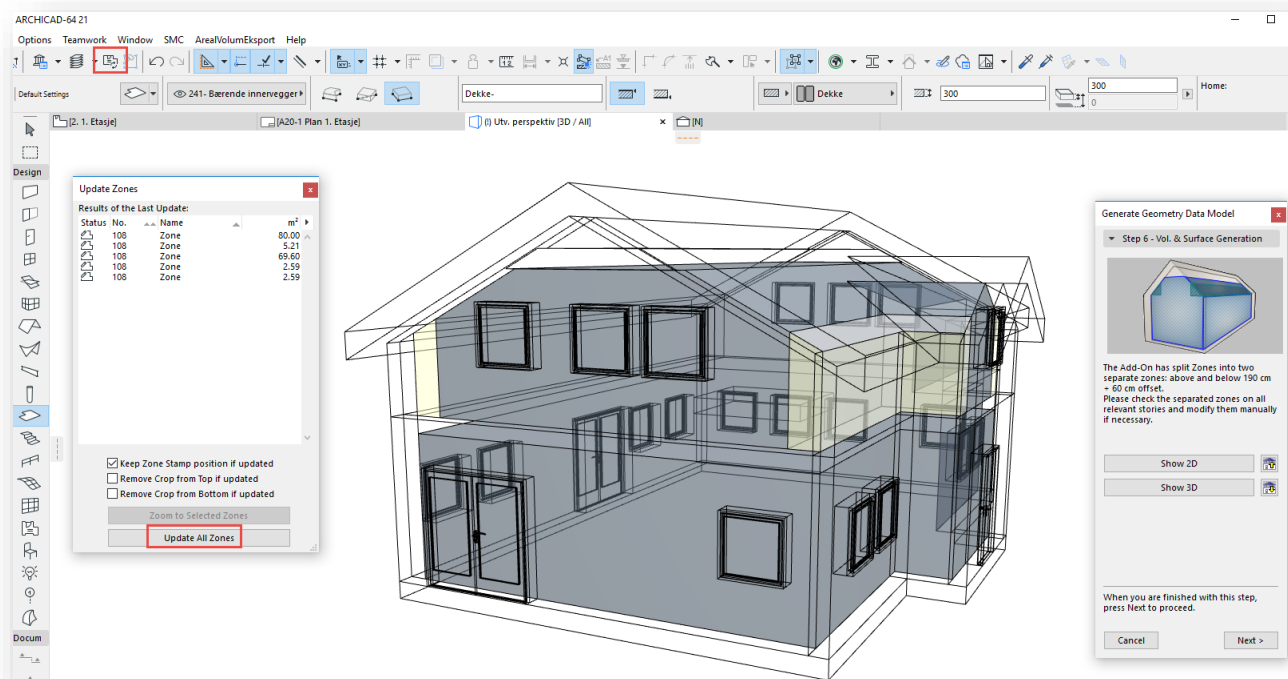 ARCHICAD-64 21
Options Teamwork Window SMC ArealVolumEksport Help
Default Settings
241- Bærende innervegger
Dekke-
Dekke
300
300
0
Home:
[2. 1. Etasje]
[A20-1 Plan 1. Etasje]
(!) Utv. perspektiv [3D / All]
[N]
Design
Docum
Update Zones
Results of the Last Update:
Status No. Name m²
108 Zone 80.00
108 Zone 5.21
108 Zone 69.60
108 Zone 2.59
108 Zone 2.59
Keep Zone Stamp position if updated
Remove Crop from Top if updated
Remove Crop from Bottom if updated
Zoom to Selected Zones
Update All Zones
Generate Geometry Data Model
Step 6 - Vol. & Surface Generation
The Add-On has split Zones into two
separate zones: above and below 190 cm
+ 60 cm offset.
Please check the separated zones on all
relevant stories and modify them manually
if necessary.
Show 2D
Show 3D
When you are finished with this step,
press Next to proceed.
Cancel
Next >